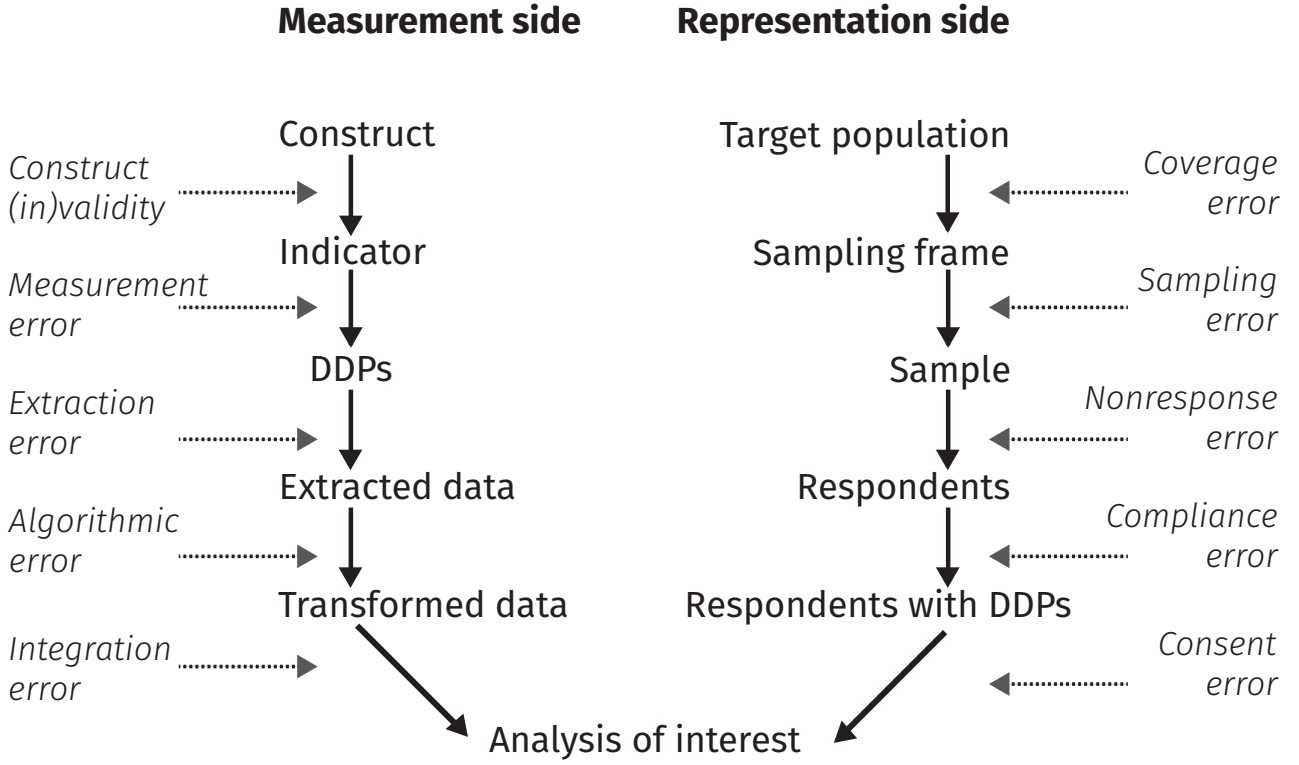 Measurement side
Representation side
Construct
Target population
Construct
(in)validity
Coverage
error
Indicator
Sampling frame
Measurement
error
Sampling
error
DDPs
Sample
Extraction
error
Nonresponse
error
Extracted data
Respondents
Algorithmic
error
Compliance
error
Transformed data
Respondents with DDPs
Integration
error
Consent
error
Analysis of interest